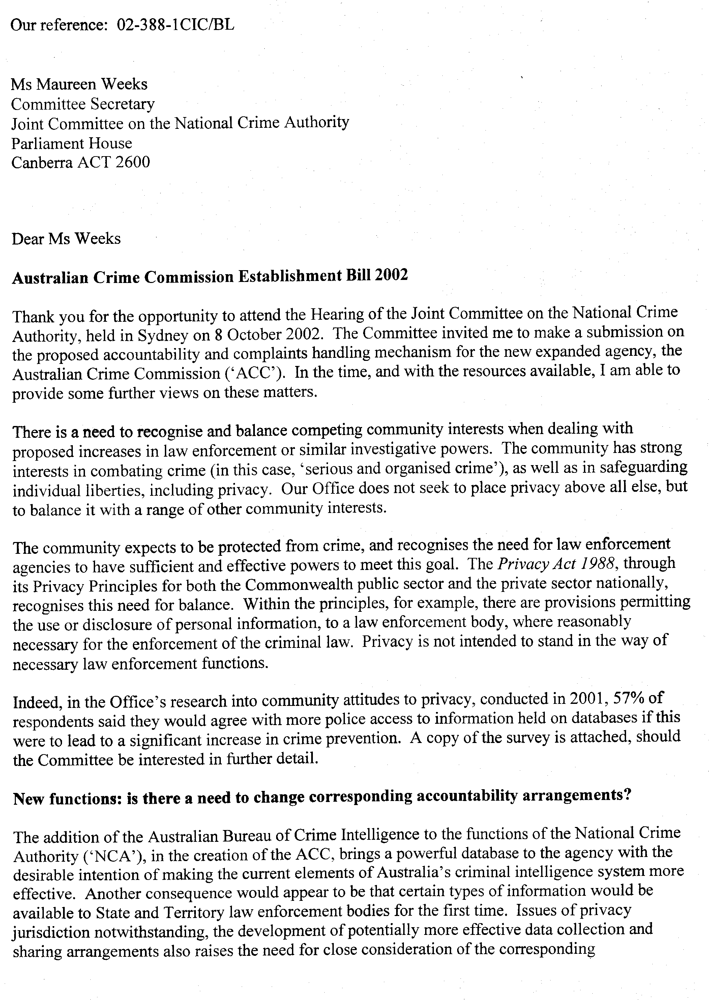 Our reference: 02-388-1CIC/BL
Ms Maureen Weeks
Committee Secretary
Joint Committee on the National Crime Authority
Parliament House
Canberra ACT 2600
Dear Ms Weeks
Australian Crime Commission Establishment Bill 2002
Thank you for the opportunity to attend the Hearing of the Joint Committee on the National Crime
Authority, held in Sydney on 8 October 2002. The Committee invited me to make a submission on
the proposed accountability and complaints handling mechanism for the new expanded agency, the
Australian Crime Commission (‘ACC’). In the time, and with the resources available, I am able to
provide some further views on these matters.
There is a need to recognise and balance competing community interests when dealing with
proposed increases in law enforcement or similar investigative powers. The community has strong
interests in combating crime (in this case, ‘serious and organised crime’), as well as in safeguarding
individual liberties, including privacy. Our Office does not seek to place privacy above all else, but
to balance it with a range of other community interests.
The community expects to be protected from crime, and recognises the need for law enforcement
agencies to have sufficient and effective powers to meet this goal. The Privacy Act 1988, through
its Privacy Principles for both the Commonwealth public sector and the private sector nationally,
recognises this need for balance. Within the principles, for example, there are provisions permitting
the use or disclosure of personal information, to a law enforcement body, where reasonably
necessary for the enforcement of the criminal law. Privacy is not intended to stand in the way of
necessary law enforcement functions.
Indeed, in the Office’s research into community attitudes to privacy, conducted in 2001, 57% of
respondents said they would agree with more police access to information held on databases if this
were to lead to a significant increase in crime prevention. A copy of the survey is attached, should
the Committee be interested in further detail.
New functions: is there a need to change corresponding accountability arrangements?
The addition of the Australian Bureau of Crime Intelligence to the functions of the National Crime
Authority (‘NCA’), in the creation of the ACC, brings a powerful database to the agency with the
desirable intention of making the current elements of Australia’s criminal intelligence system more
effective. Another consequence would appear to be that certain types of information would be
available to State and Territory law enforcement bodies for the first time. Issues of privacy
jurisdiction notwithstanding, the development of potentially more effective data collection and
sharing arrangements also raises the need for close consideration of the corresponding